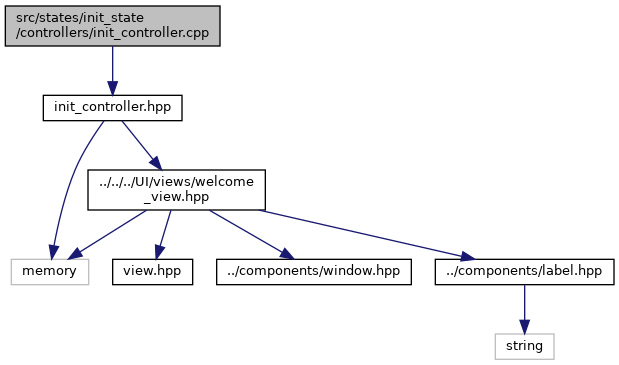 src/states/init_state
/controllers/init_controller.cpp
init_controller.hpp
../../../UI/views/welcome
_view.hpp
memory
view.hpp
../components/window.hpp
../components/label.hpp
string